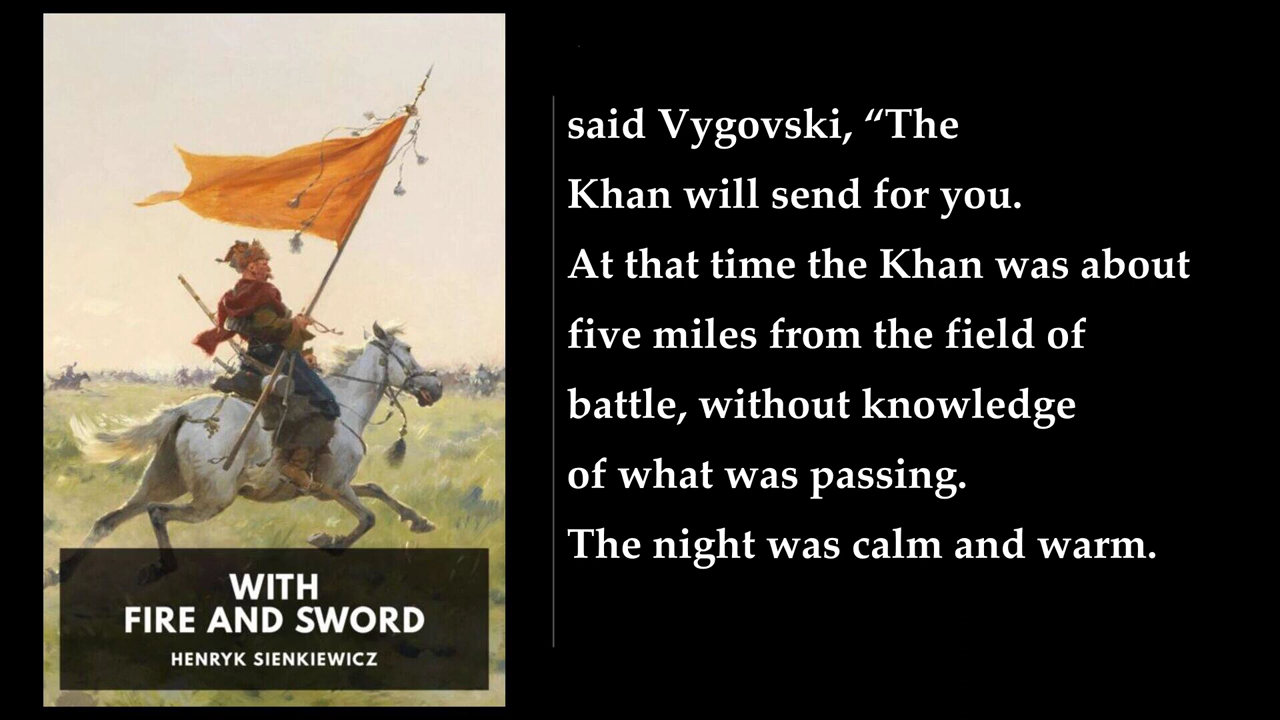 WITH
FIRE AND SWORD
HENRYK SIENKIEWICZ
said Vygovski, “The
Khan will send for you.
At that time the Khan was about
five miles from the field of
battle, without knowledge
of what was passing.
The night was calm and warm.